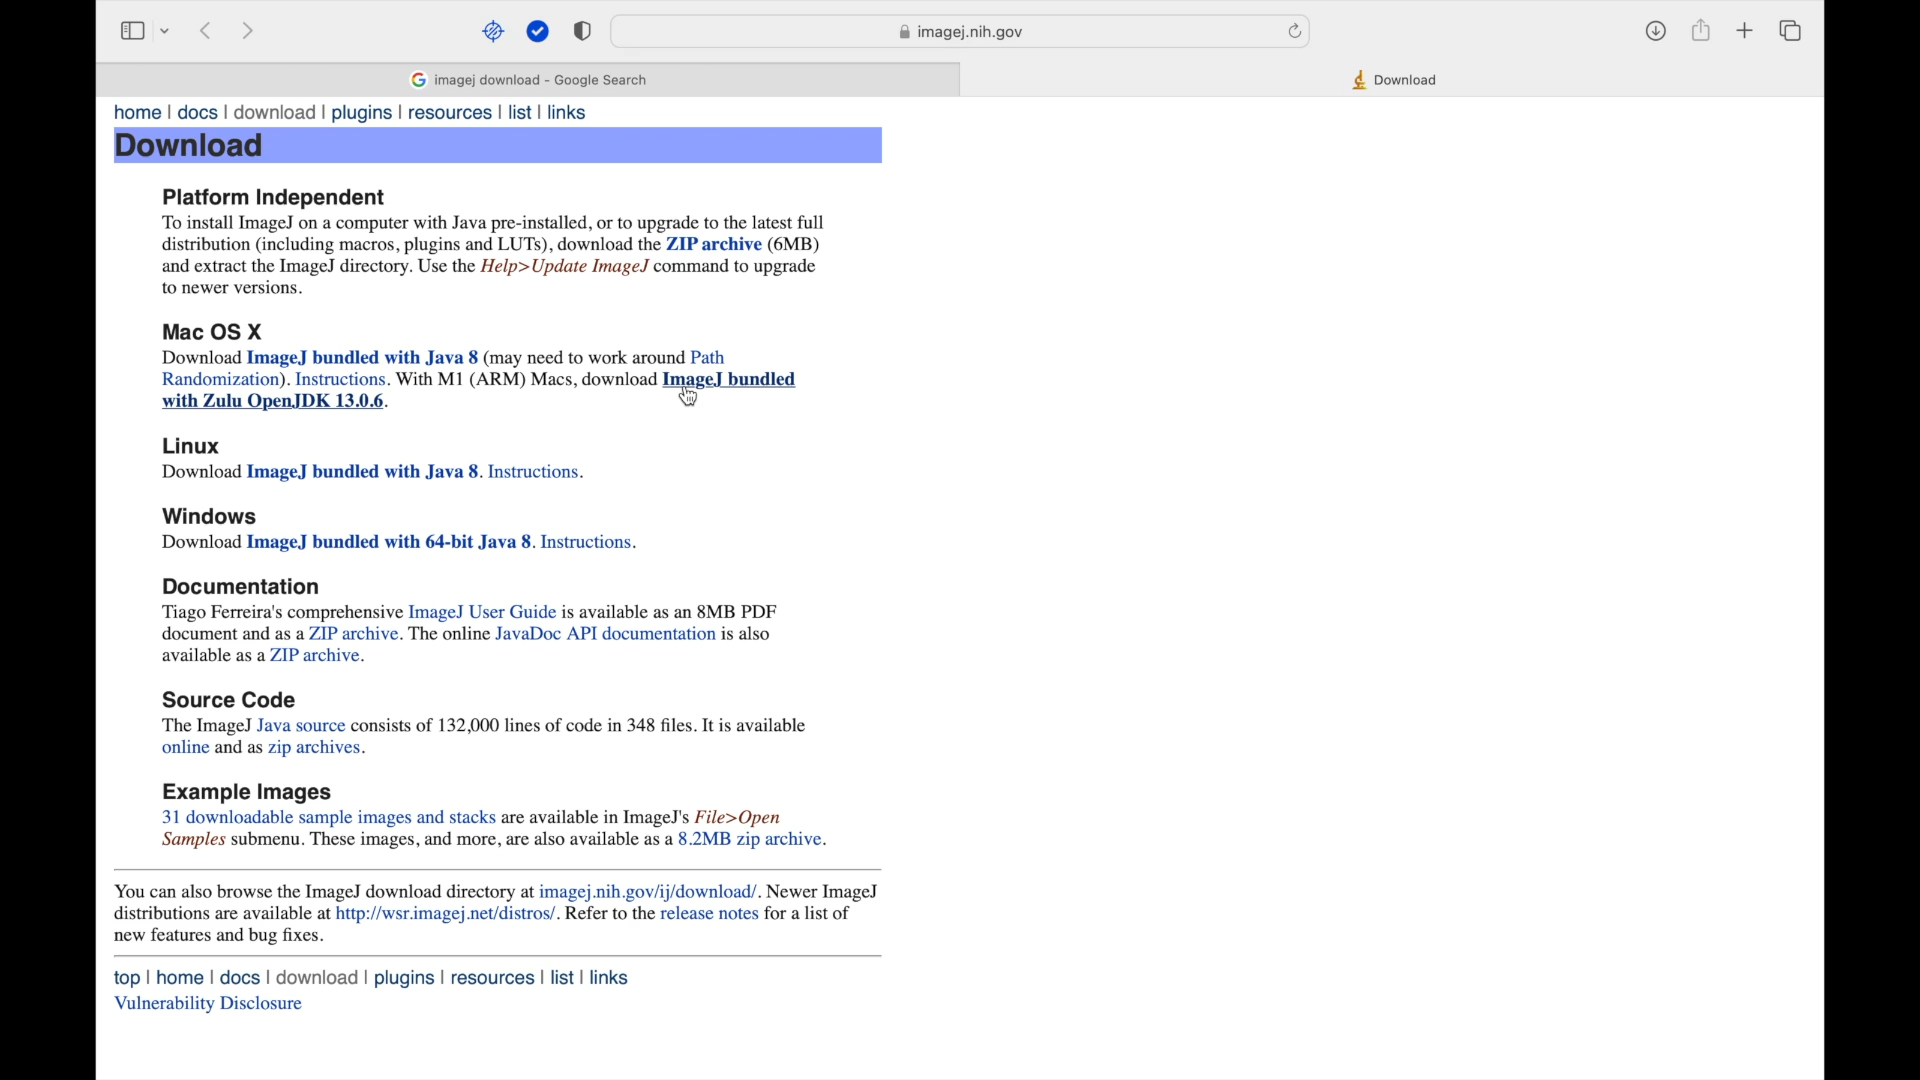 imagej.nih.gov
imagej download - Google Search
Download
home | docs | download | plugins | resources | list | links
Download
Platform Independent
To install ImageJ on a computer with Java pre-installed, or to upgrade to the latest full
distribution (including macros, plugins and LUTs), download the ZIP archive (6MB)
and extract the ImageJ directory. Use the Help>Update ImageJ command to upgrade
to newer versions.
Mac OS X
Download ImageJ bundled with Java 8 (may need to work around Path
Randomization). Instructions. With M1 (ARM) Macs, download ImageJ bundled
with Zulu OpenJDK 13.0.6.
Linux
Download ImageJ bundled with Java 8. Instructions.
Windows
Download ImageJ bundled with 64-bit Java 8. Instructions.
Documentation
Tiago Ferreira's comprehensive ImageJ User Guide is available as an 8MB PDF
document and as a ZIP archive. The online JavaDoc API documentation is also
available as a ZIP archive.
Source Code
The ImageJ Java source consists of 132,000 lines of code in 348 files. It is available
online and as zip archives.
Example Images
31 downloadable sample images and stacks are available in ImageJ's File>Open
Samples submenu. These images, and more, are also available as a 8.2MB zip archive.
You can also browse the ImageJ download directory at imagej.nih.gov/ij/download/. Newer ImageJ
distributions are available at http://wsr.imagej.net/distros/. Refer to the release notes for a list of
new features and bug fixes.
top | home | docs | download | plugins | resources | list | links
Vulnerability Disclosure